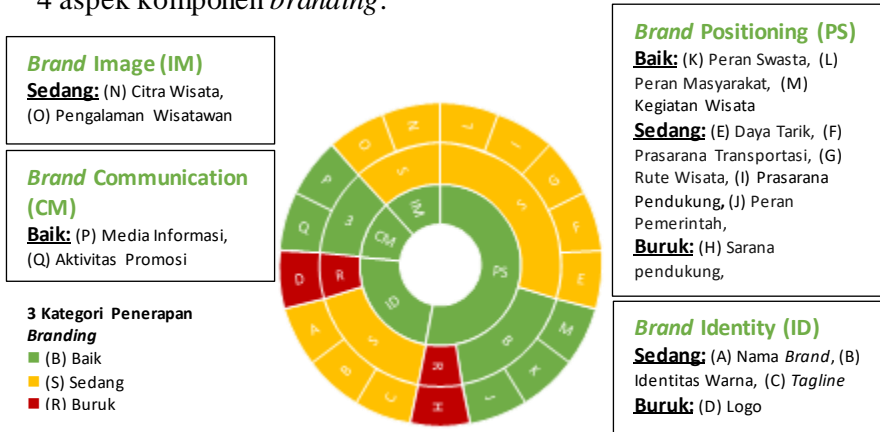 4 aspek komponen branding.
Brand Image (IM)
Sedang: (N) Citra Wisata,
(O) Pengalaman Wisatawan
Brand Communication
(CM)
Baik: (P) Media Informasi,
(Q) Aktivitas Promosi
3 Kategori Penerapan
Branding
(B) Baik
(S) Sedang
(R) Buruk
O
N
J
I
G
F
E
S
S
P
Q
3
IM
CM
PS
ID
D
R
A
B
C
S
R
H
B
M
K
Brand Positioning (PS)
Baik: (K) Peran Swasta, (L)
Peran Masyarakat, (M)
Kegiatan Wisata
Sedang: (E) Daya Tarik, (F)
Prasarana Transportasi, (G)
Rute Wisata, (I) Prasarana
Pendukung, (J) Peran
Pemerintah,
Buruk: (H) Sarana
pendukung,
Brand Identity (ID)
Sedang: (A) Nama Brand, (B)
Identitas Warna, (C) Tagline
Buruk: (D) Logo